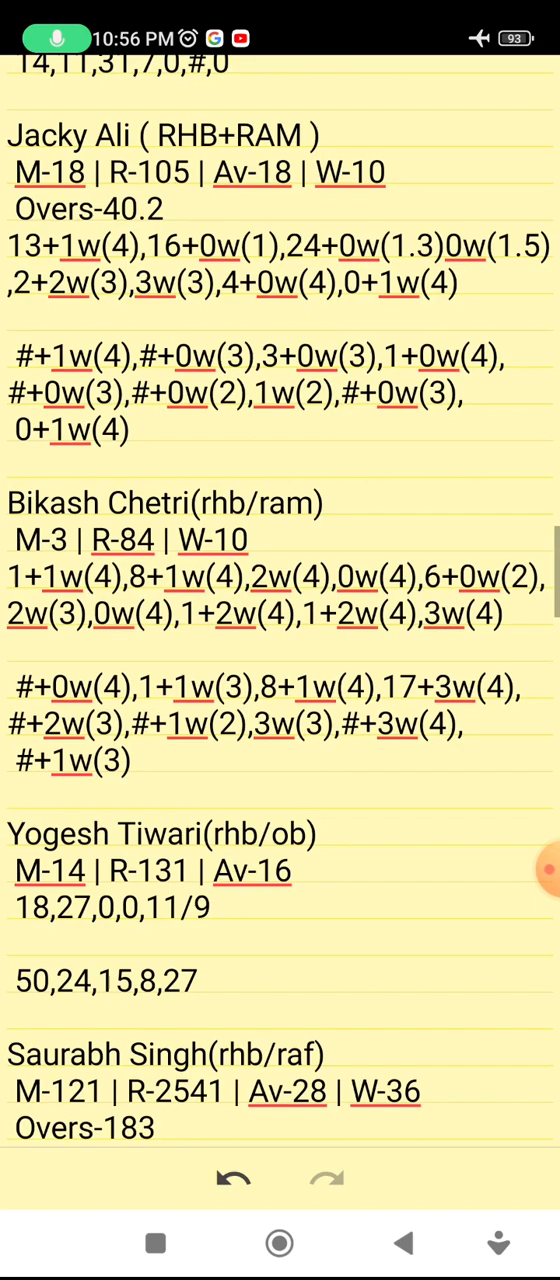 10:56 PM 93
14,11,31,7,0,#,0
Jacky Ali ( RHB+RAM )
M-18 | R-105 | Av-18 | W-10
Overs-40.2
13+1w(4),16+0w(1),24+0w(1.3)0w(1.5)
,2+2w(3),3w(3),4+0w(4),0+1w(4)
#+1w(4),#+0w(3),3+0w(3),1+0w(4),
#+0w(3),#+0w(2),1w(2),#+0w(3),
0+1w(4)
Bikash Chetri(rhb/ram)
M-3 | R-84 | W-10
1+1w(4),8+1w(4),2w(4),0w(4),6+0w(2),
2w(3),0w(4),1+2w(4),1+2w(4),3w(4)
#+0w(4),1+1w(3),8+1w(4),17+3w(4),
#+2w(3),#+1w(2),3w(3),#+3w(4),
#+1w(3)
Yogesh Tiwari(rhb/ob)
M-14 | R-131 | Av-16
18,27,0,0,11/9
50,24,15,8,27
Saurabh Singh(rhb/raf)
M-121 | R-2541 | Av-28 | W-36
Overs-183